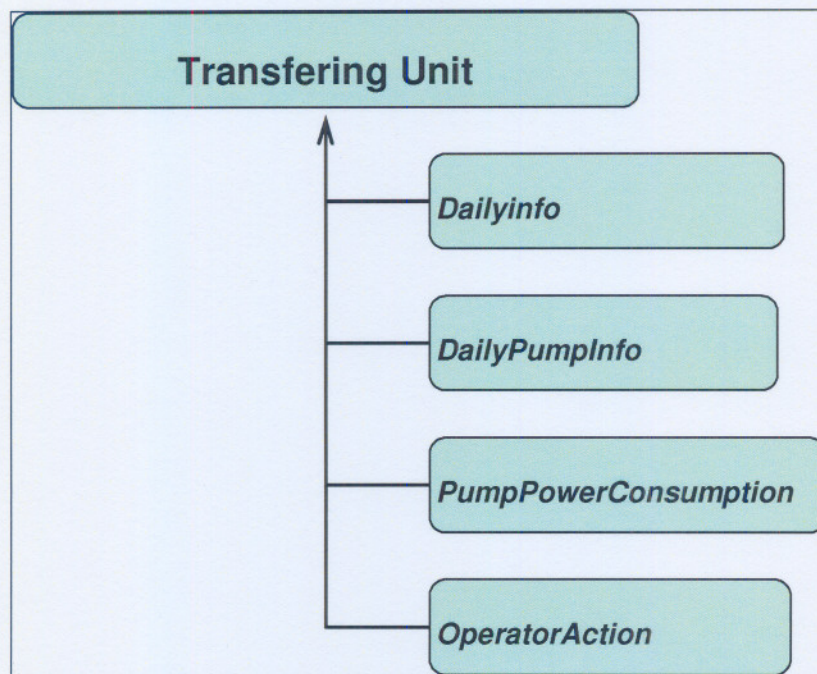 Transfering Unit
Dailyinfo
DailyPumpInfo
PumpPowerConsumption
OperatorAction